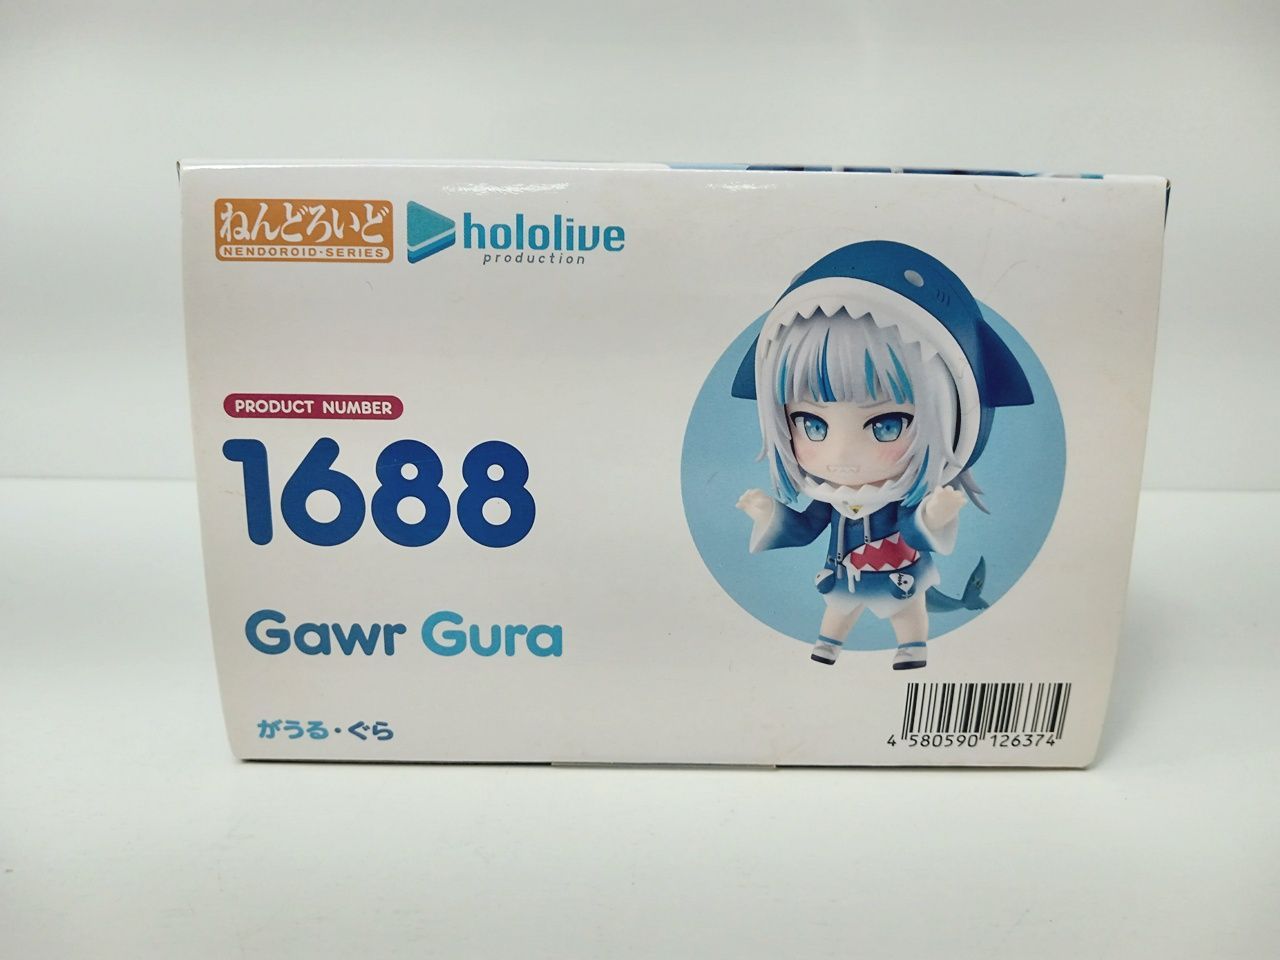 ねんどろいど
NENDOROID·SERIES
hololive
production
PRODUCT NUMBER
1688
Gawr Gura
がうる・ぐら
4 580590 126374